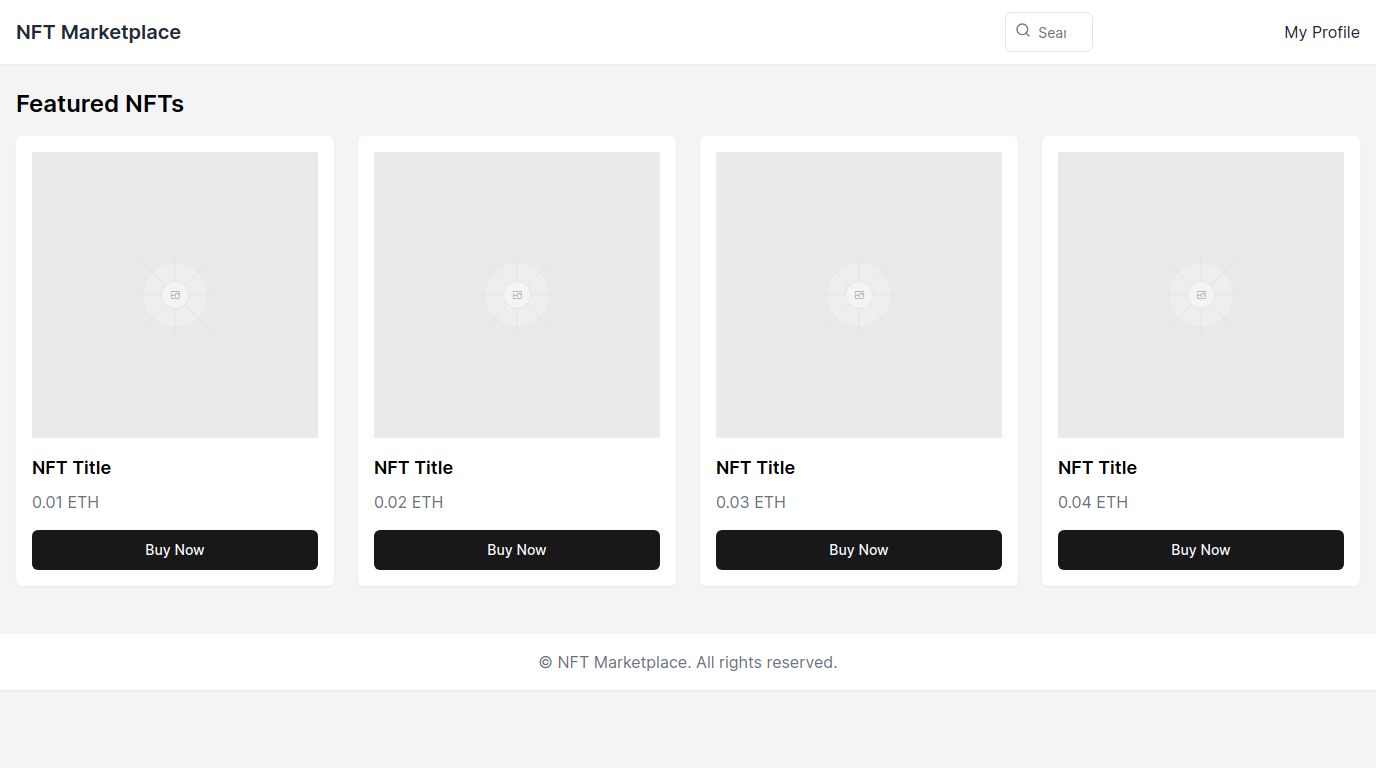 NFT Marketplace
Sear
My Profile
Featured NFTs
NFT Title
0.01 ETH
Buy Now
NFT Title
0.02 ETH
Buy Now
NFT Title
0.03 ETH
Buy Now
NFT Title
0.04 ETH
Buy Now
© NFT Marketplace. All rights reserved.